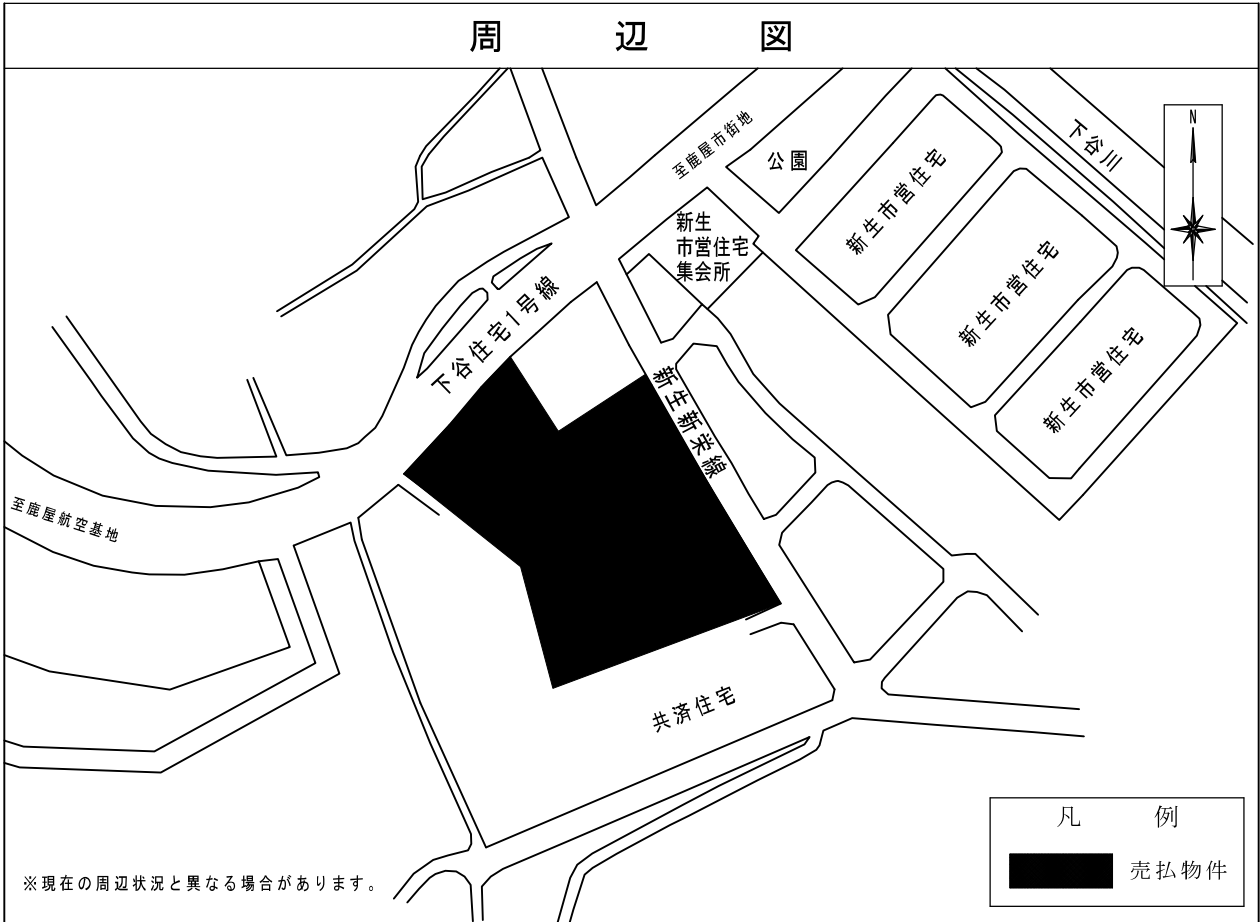 周辺図
至鹿屋市街地
公園
下谷川
N
新生市営住宅
新生
市営住宅
集会所
新生市営住宅
新生市営住宅
下谷住宅1号線
新生新栄線
至鹿屋航空基地
共済住宅
凡例
売払物件
※現在の周辺状況と異なる場合があります。